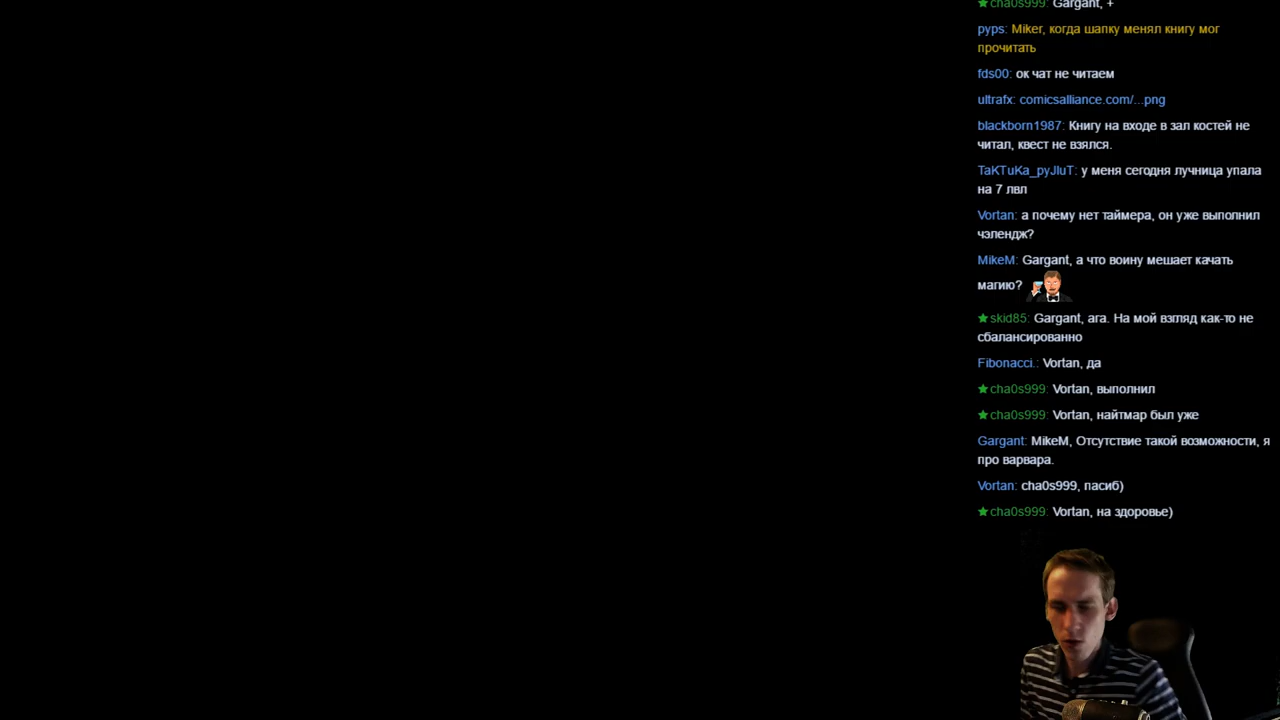 cha0s999: Gargant, +
pyps: Miker, когда шапку менял книгу мог
прочитать
fds00: ок чат не читаем
ultrafx: comicsalliance.com/...png
blackborn1987: Книгу на входе в зал костей не
читал, квест не взялся.
TaKTuKa_pyJIuT: у меня сегодня лучница упала
на 7 лвл
Vortan: а почему нет таймера, он уже выполнил
чэлендж?
MikeM: Gargant, а что воину мешает качать
магию?
skid85: Gargant, ага. На мой взгляд как-то не
сбалансированно
Fibonacci.: Vortan, да
cha0s999: Vortan, выполнил
cha0s999: Vortan, найтмар был уже
Gargant: MikeM, Отсутствие такой возможности, я
про варвара.
Vortan: cha0s999, пасиб)
cha0s999: Vortan, на здоровье)